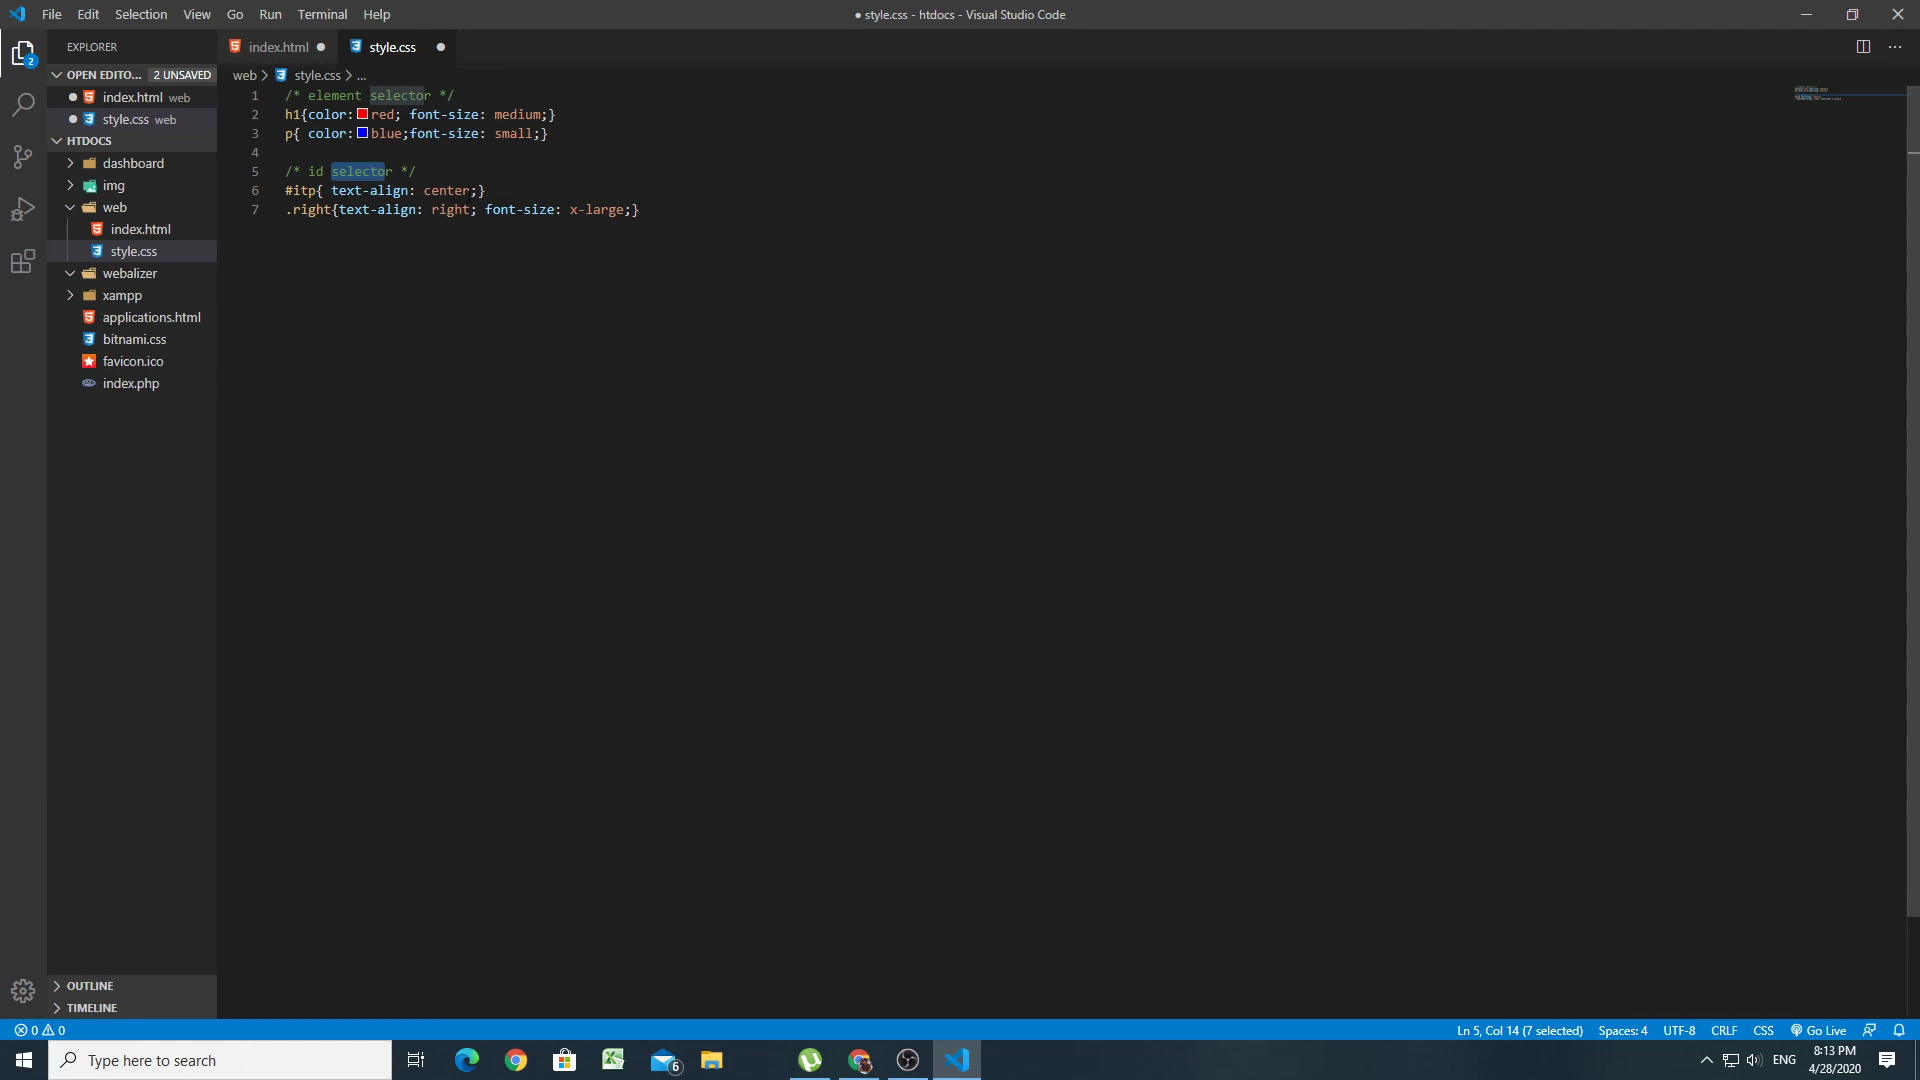 File Edit Selection View Go Run Terminal Help
● style.css - htdocs - Visual Studio Code
EXPLORER
index.html
style.css
2
OPEN EDITO... 2 UNSAVED
web > style.css > ...
index.html web
style.css web
HTDOCS
dashboard
img
web
index.html
style.css
webalizer
xampp
applications.html
bitnami.css
favicon.ico
index.php
1 /* element selector */
2 h1{color: red; font-size: medium;}
3 p{ color: blue;font-size: small;}
4
5 /* id selector */
6 #itp{ text-align: center;}
7 .right{text-align: right; font-size: x-large;}
OUTLINE
TIMELINE
0 0
Ln 5, Col 14 (7 selected) Spaces: 4 UTF-8 CRLF CSS Go Live
Type here to search
6
ENG
8:13 PM
4/28/2020